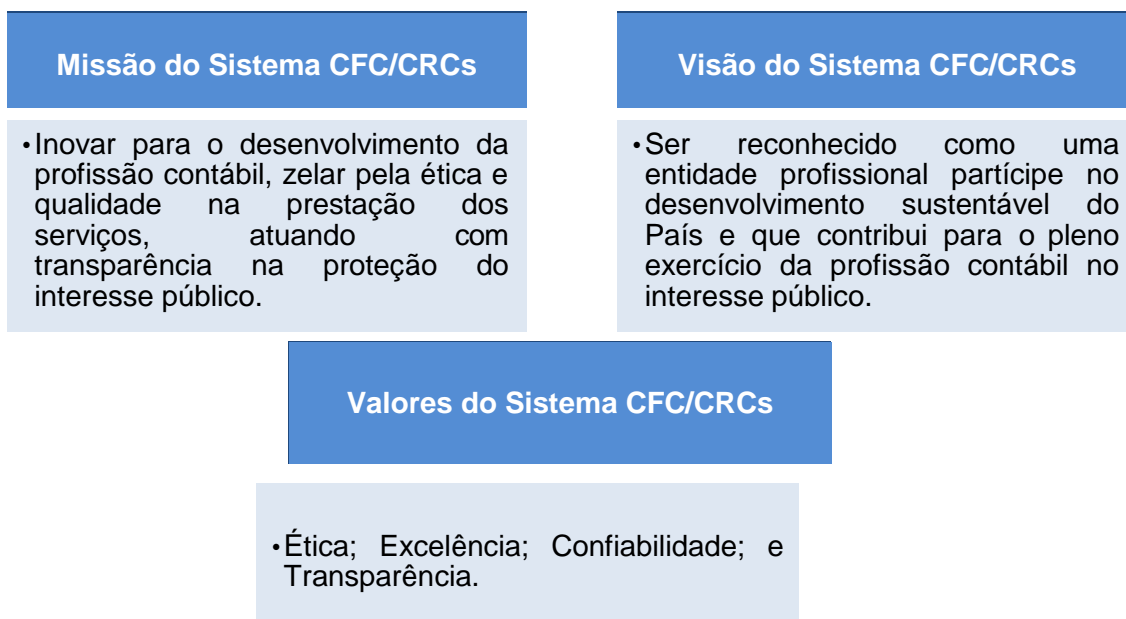 Missão do Sistema CFC/CRCs
•Inovar para o desenvolvimento da
profissão contábil, zelar pela ética e
qualidade na prestação dos
serviços, atuando com
transparência na proteção do
interesse público.
Visão do Sistema CFC/CRCs
•Ser reconhecido como uma
entidade profissional partícipe no
desenvolvimento sustentável do
País e que contribui para o pleno
exercício da profissão contábil no
interesse público.
Valores do Sistema CFC/CRCs
•Ética; Excelência; Confiabilidade; e
Transparência.